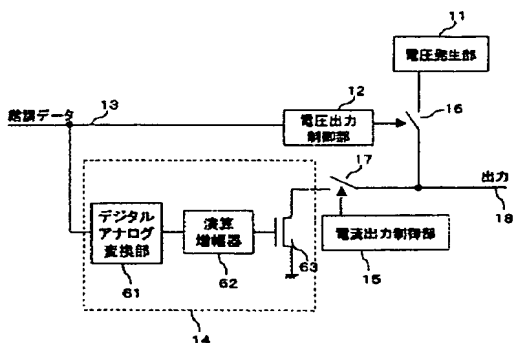 11
電圧発生部
階調データ
13
12
電圧出力
制御部
16
17
出力
18
デジタル
アナログ
変換部
61
演算
増幅器
62
63
電流出力制御部
15
14